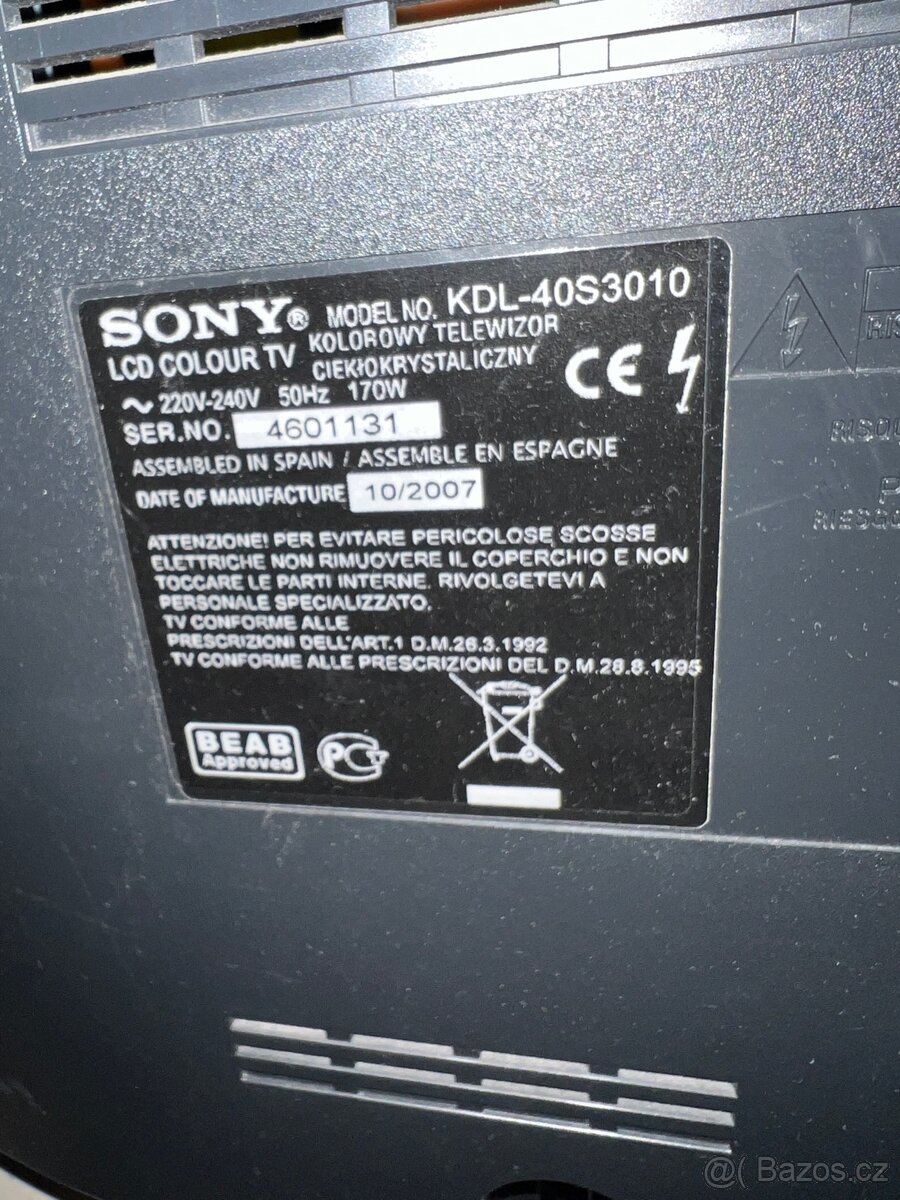 SONY® MODEL NO. KDL-40S3010
LCD COLOUR TV KOLOROWY TELEWIZOR
CIEKŁOKRYSTALICZNY
~ 220V-240V 50Hz 170W
CE
SER.NO. 4601131
ASSEMBLED IN SPAIN / ASSEMBLE EN ESPAGNE
DATE OF MANUFACTURE 10/2007
ATTENZIONE! PER EVITARE PERICOLOSE SCOSSE
ELETTRICHE NON RIMUOVERE IL COPERCHIO E NON
TOCCARE LE PARTI INTERNE. RIVOLGETEVI A
PERSONALE SPECIALIZZATO.
TV CONFORME ALLE
PRESCRIZIONI DELL'ART.1 D.M.26.3.1992
TV CONFORME ALLE PRESCRIZIONI DEL D.M.28.8.1995
BEAB
Approved
PCT
@( Bazos.cz